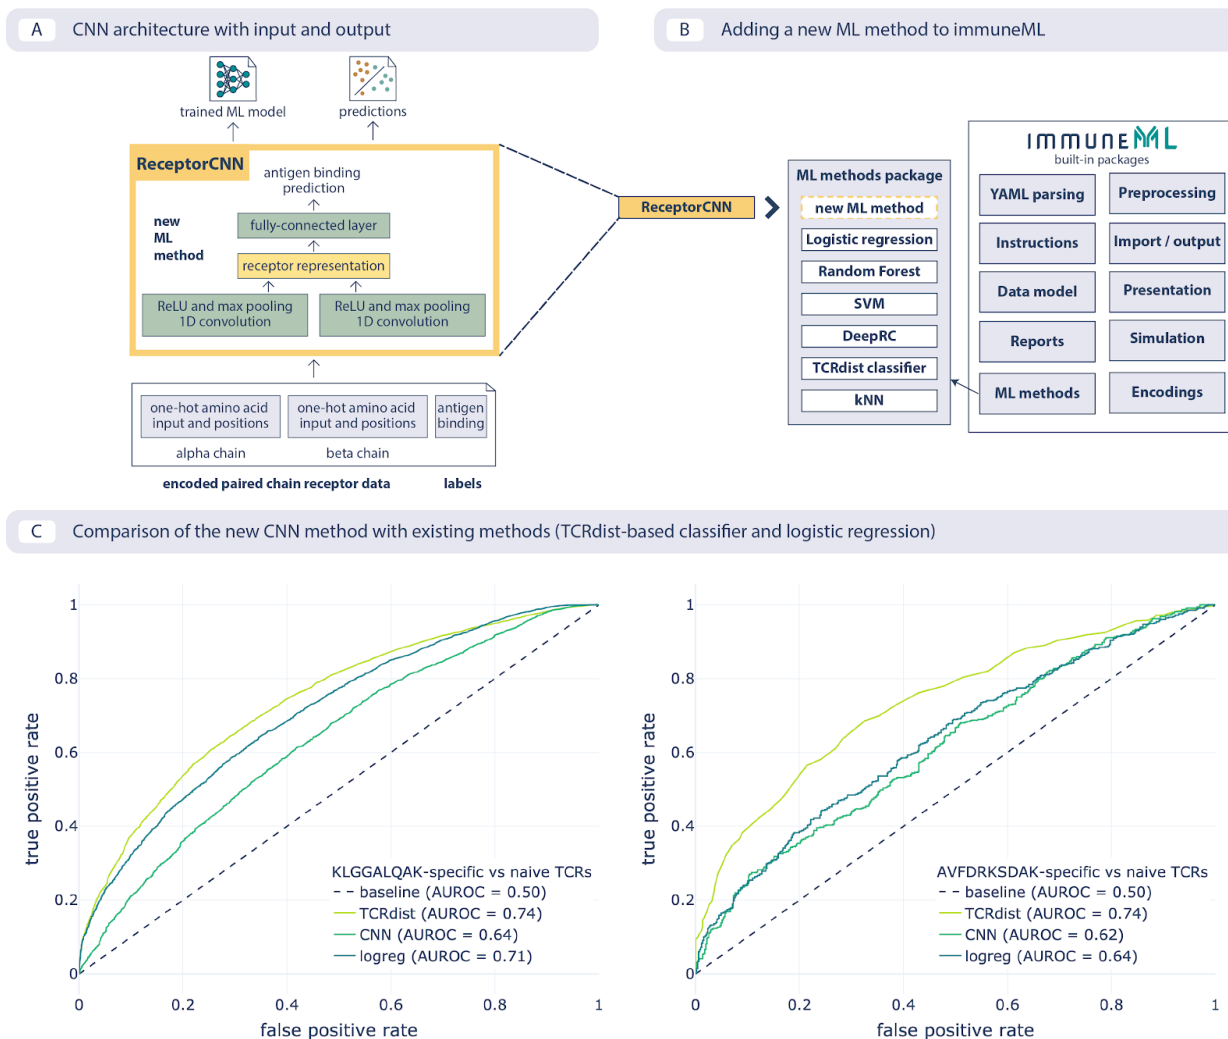 A CNN architecture with input and output
trained ML model
predictions
ReceptorCNN
antigen binding
prediction
new
ML
method
fully-connected layer
receptor representation
ReLU and max pooling
1D convolution
ReLU and max pooling
1D convolution
one-hot amino acid
input and positions
one-hot amino acid
input and positions
antigen
binding
alpha chain
beta chain
encoded paired chain receptor data
labels
B Adding a new ML method to immuneML
ReceptorCNN
ML methods package
new ML method
Logistic regression
Random Forest
SVM
DeepRC
TCRdist classifier
kNN
IMMUNEML
built-in packages
YAML parsing
Preprocessing
Instructions
Import / output
Data model
Presentation
Reports
Simulation
ML methods
Encodings
C Comparison of the new CNN method with existing methods (TCRdist-based classifier and logistic regression)
true positive rate
1
0.8
0.6
0.4
0.2
0
KLGGALQAK-specific vs naive TCRs
baseline (AUROC = 0.50)
TCRdist (AUROC = 0.74)
CNN (AUROC = 0.64)
logreg (AUROC = 0.71)
0 0.2 0.4 0.6 0.8 1
false positive rate
true positive rate
1
0.8
0.6
0.4
0.2
0
AVFDRKSDAK-specific vs naive TCRs
baseline (AUROC = 0.50)
TCRdist (AUROC = 0.74)
CNN (AUROC = 0.62)
logreg (AUROC = 0.64)
0 0.2 0.4 0.6 0.8 1
false positive rate